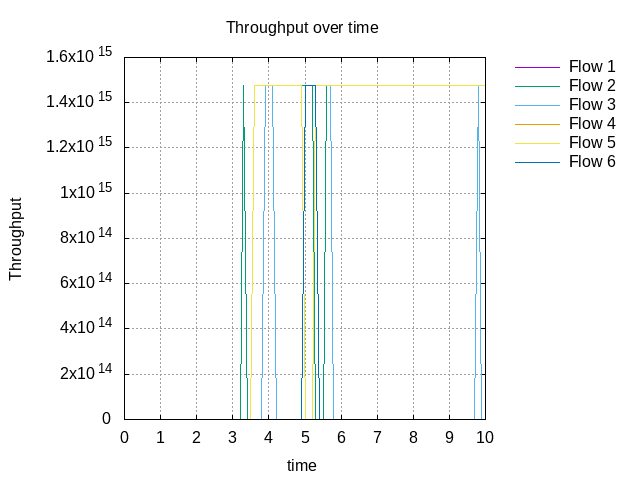 Throughput over time
1.6x10 15
1.4x10 15
1.2x10 15
1x10 15
8x10 14
6x10 14
4x10 14
2x10 14
0
Throughput
0 1 2 3 4 5 6 7 8 9 10
time
Flow 1
Flow 2
Flow 3
Flow 4
Flow 5
Flow 6